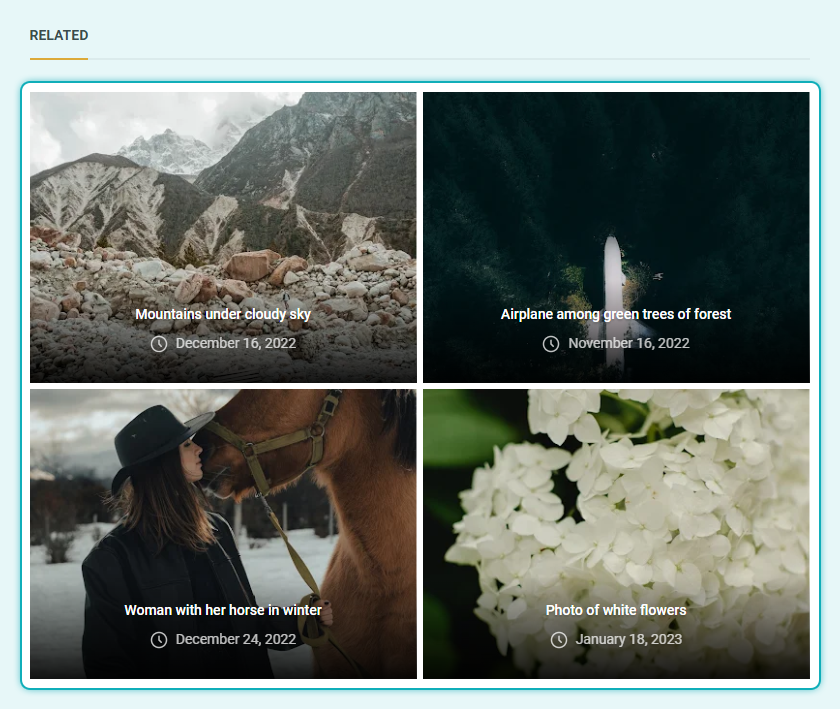 RELATED
Mountains under cloudy sky
December 16, 2022
Airplane among green trees of forest
November 16, 2022
Woman with her horse in winter
December 24, 2022
Photo of white flowers
January 18, 2023